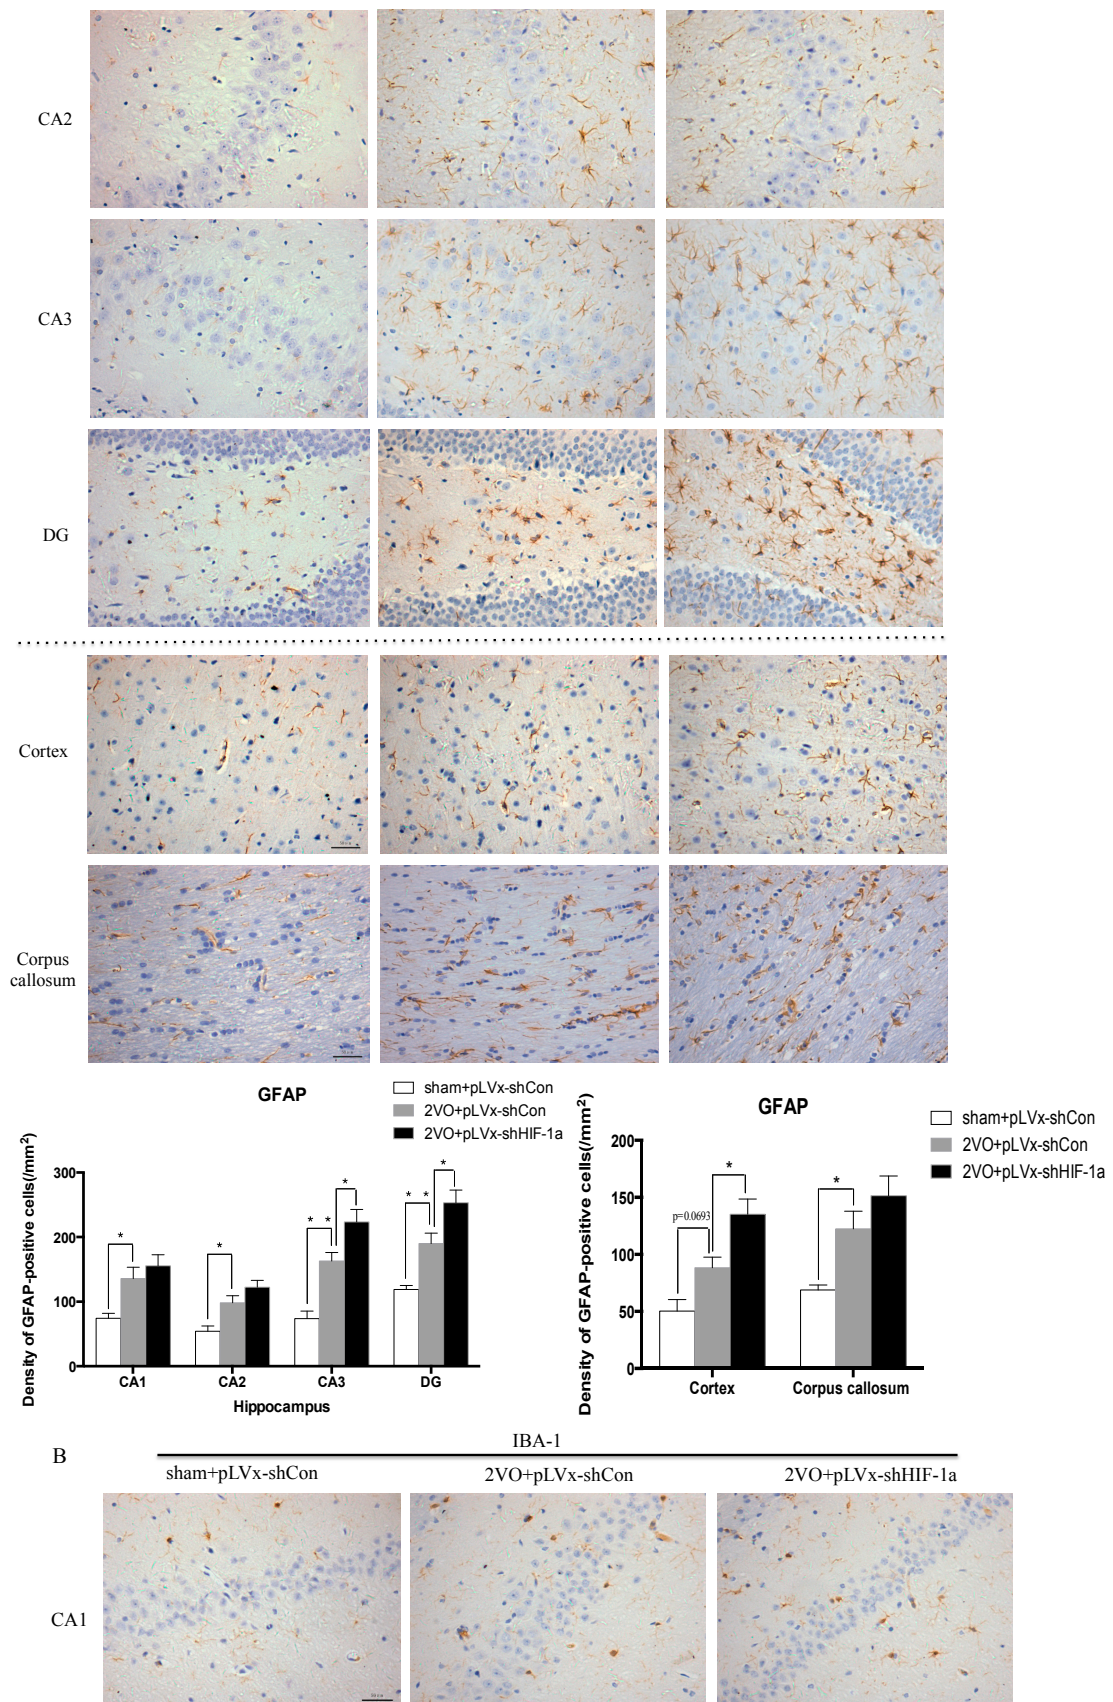 CA2
CA3
DG
Cortex
Corpus
callosum
GFAP
sham+pLVx-shCon
2VO+pLVx-shCon
2VO+pLVx-shHIF-1a
Density of GFAP-positive cells(/mm²)
300
200
100
0
*
*
* *
*
* *
*
CA1
CA2
CA3
DG
Hippocampus
GFAP
sham+pLVx-shCon
2VO+pLVx-shCon
2VO+pLVx-shHIF-1a
Density of GFAP-positive cells(/mm²)
200
150
100
50
0
p=0.0693
*
*
Cortex
Corpus callosum
B
IBA-1
sham+pLVx-shCon
2VO+pLVx-shCon
2VO+pLVx-shHIF-1a
CA1